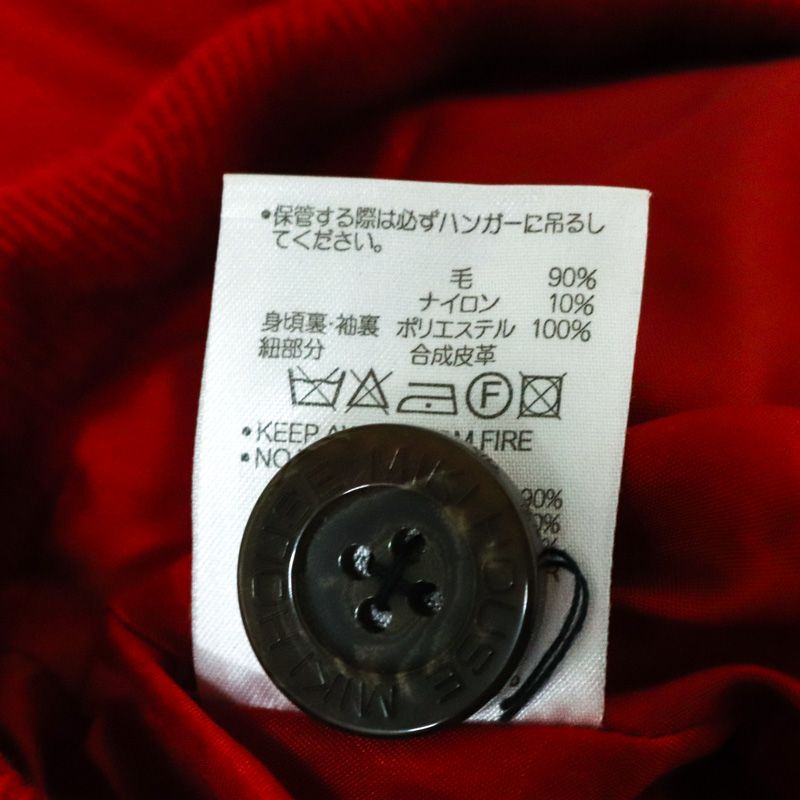 •保管する際は必ずハンガーに吊るし
てください。
毛 90%
ナイロン 10%
身頃裏・袖裏 ポリエステル 100%
紐部分 合成皮革
F
•KEEP FIRE
•NO
90%
MIKI HOUSE MIKI HOUSE